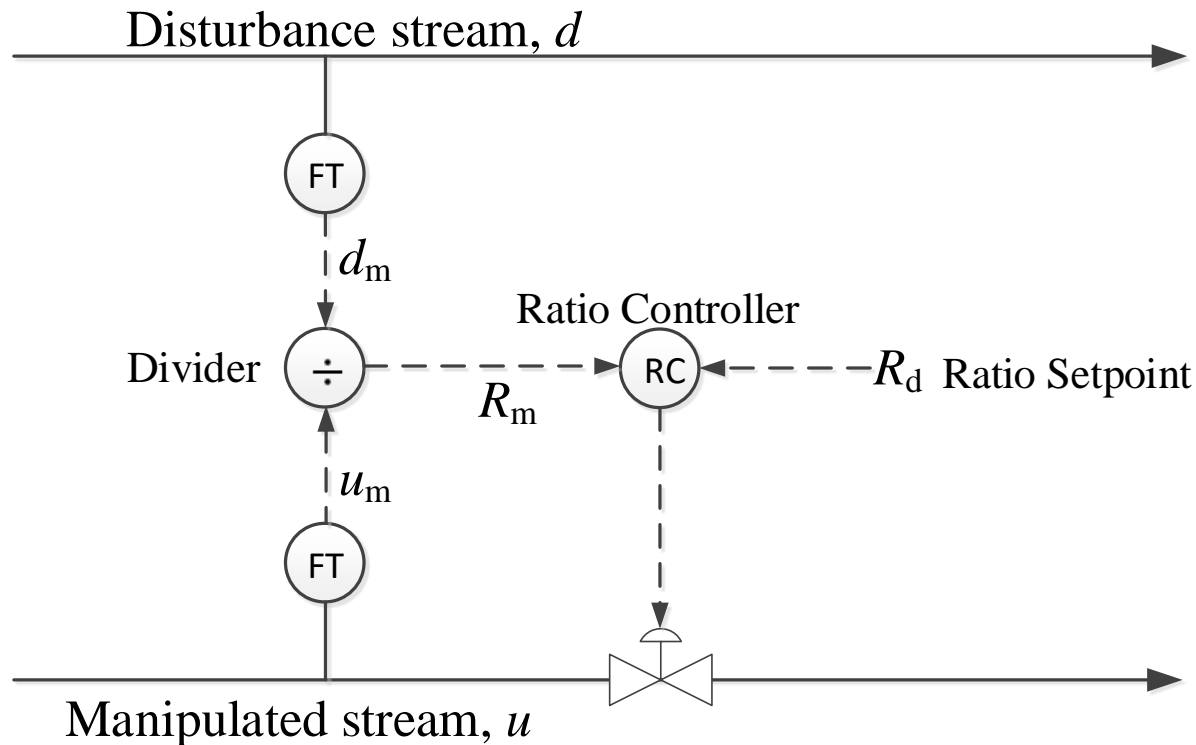 Disturbance stream, d
FT
dm
Ratio Controller
Divider ÷ RC Rd Ratio Setpoint
Rm
um
FT
Manipulated stream, u